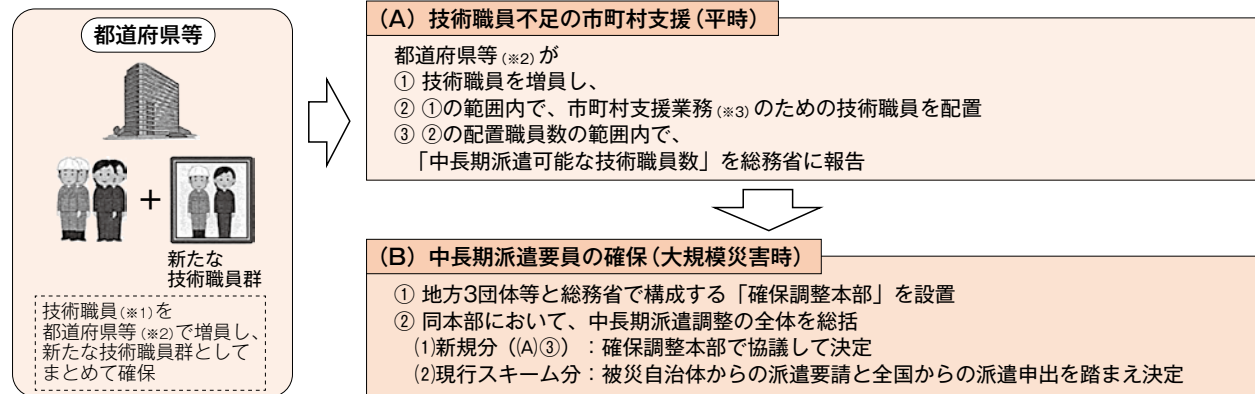 都道府県等
+
新たな
技術職員群
技術職員(※1)を
都道府県等(※2)で増員し、
新たな技術職員群として
まとめて確保
(A) 技術職員不足の市町村支援(平時)
都道府県等(※2)が
① 技術職員を増員し、
② ①の範囲内で、市町村支援業務(※3)のための技術職員を配置
③ ②の配置職員数の範囲内で、
「中長期派遣可能な技術職員数」を総務省に報告
(B) 中長期派遣要員の確保(大規模災害時)
① 地方3団体等と総務省で構成する「確保調整本部」を設置
② 同本部において、中長期派遣調整の全体を総括
⑴新規分((A)③):確保調整本部で協議して決定
⑵現行スキーム分:被災自治体からの派遣要請と全国からの派遣申出を踏まえ決定